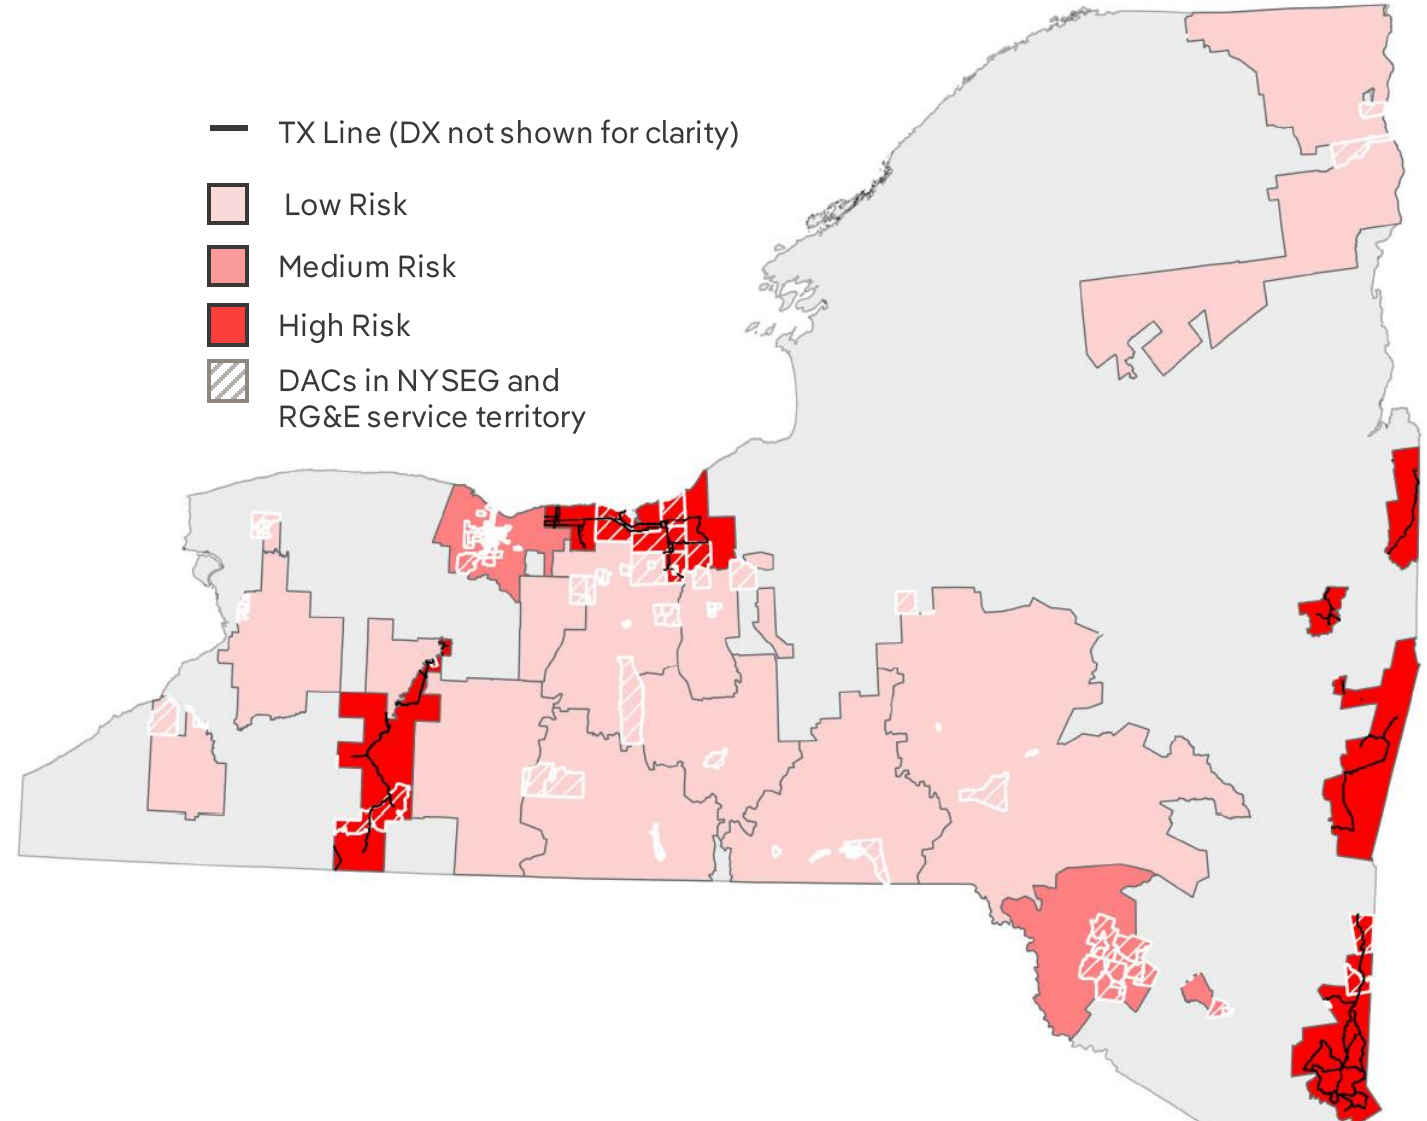 TX Line (DX not shown for clarity)
Low Risk
Medium Risk
High Risk
DACs in NYSEG and
RG&E service territory